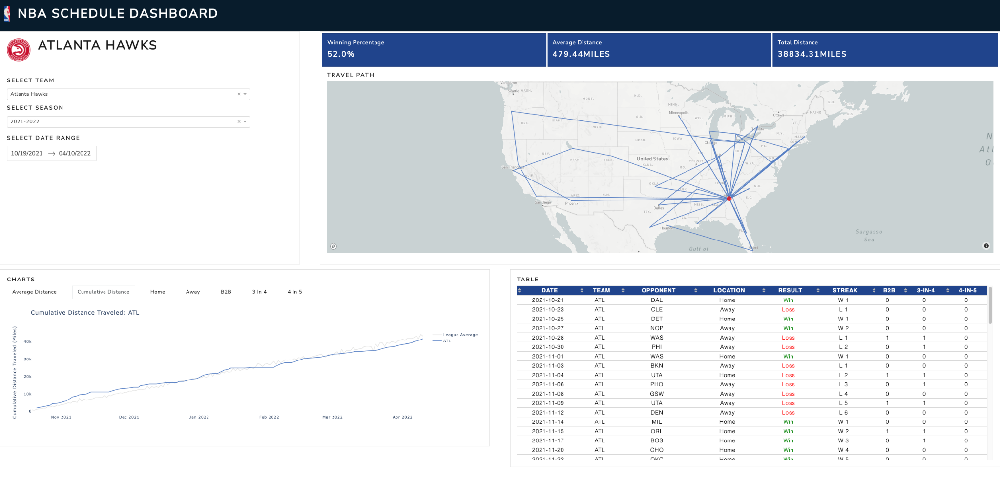 NBA SCHEDULE DASHBOARD
ATLANTA HAWKS
SELECT TEAM
Atlanta Hawks
SELECT SEASON
2021-2022
SELECT DATE RANGE
10/19/2021 → 04/10/2022
Winning Percentage
52.0%
Average Distance
479.44MILES
Total Distance
38834.31MILES
TRAVEL PATH
Vancouver
Seattle
WASH.
MONT.
N.D.
MINN.
Minneapolis
Ottawa
N.B.
MAINE
N.S.
ORE.
IDAHO
WYO.
S.D.
WIS.
MICH.
Toronto
VT.
N.Y.
MASS.
CONN.
NEBR.
IOWA
Chicago
PA.
NEV.
UTAH
COLO.
United States
KANS.
MO.
St. Louis
ILL.
IND.
OHIO
W.VA.
MD.
San Francisco
CALIF.
ARIZ.
N.M.
OKLA.
ARK.
TENN.
N.C.
S.C.
San Diego
Phoenix
Dallas
MISS.
ALA.
TEX.
LA.
Houston
FLA.
Miami
Gulf of
Sargasso
Sea
N
Atl
O
CHARTS
Average Distance Cumulative Distance Home Away B2B 3 In 4 4 In 5
Cumulative Distance Traveled: ATL
Cumulative Distance Traveled (Miles)
40k
30k
20k
10k
0
Nov 2021 Dec 2021 Jan 2022 Feb 2022 Mar 2022 Apr 2022
League Average
ATL
TABLE
DATE TEAM OPPONENT LOCATION RESULT STREAK B2B 3-IN-4 4-IN-5
2021-10-21 ATL DAL Home Win W 1 0 0 0
2021-10-23 ATL CLE Away Loss L 1 0 0 0
2021-10-25 ATL DET Home Win W 1 0 0 0
2021-10-27 ATL NOP Away Win W 2 0 0 0
2021-10-28 ATL WAS Away Loss L 1 1 1 0
2021-10-30 ATL PHI Away Loss L 2 0 1 0
2021-11-01 ATL WAS Home Win W 1 0 0 0
2021-11-03 ATL BKN Away Loss L 1 0 0 0
2021-11-04 ATL UTA Home Loss L 2 1 1 0
2021-11-06 ATL PHO Away Loss L 3 0 1 0
2021-11-08 ATL GSW Away Loss L 4 0 0 0
2021-11-09 ATL UTA Away Loss L 5 1 1 0
2021-11-12 ATL DEN Away Loss L 6 0 0 0
2021-11-14 ATL MIL Home Win W 1 0 0 0
2021-11-15 ATL ORL Home Win W 2 1 1 0
2021-11-17 ATL BOS Home Win W 3 0 1 0
2021-11-20 ATL CHO Home Win W 4 0 0 0
2021-11-22 ATL OKC Home Win W 5 0 0 0